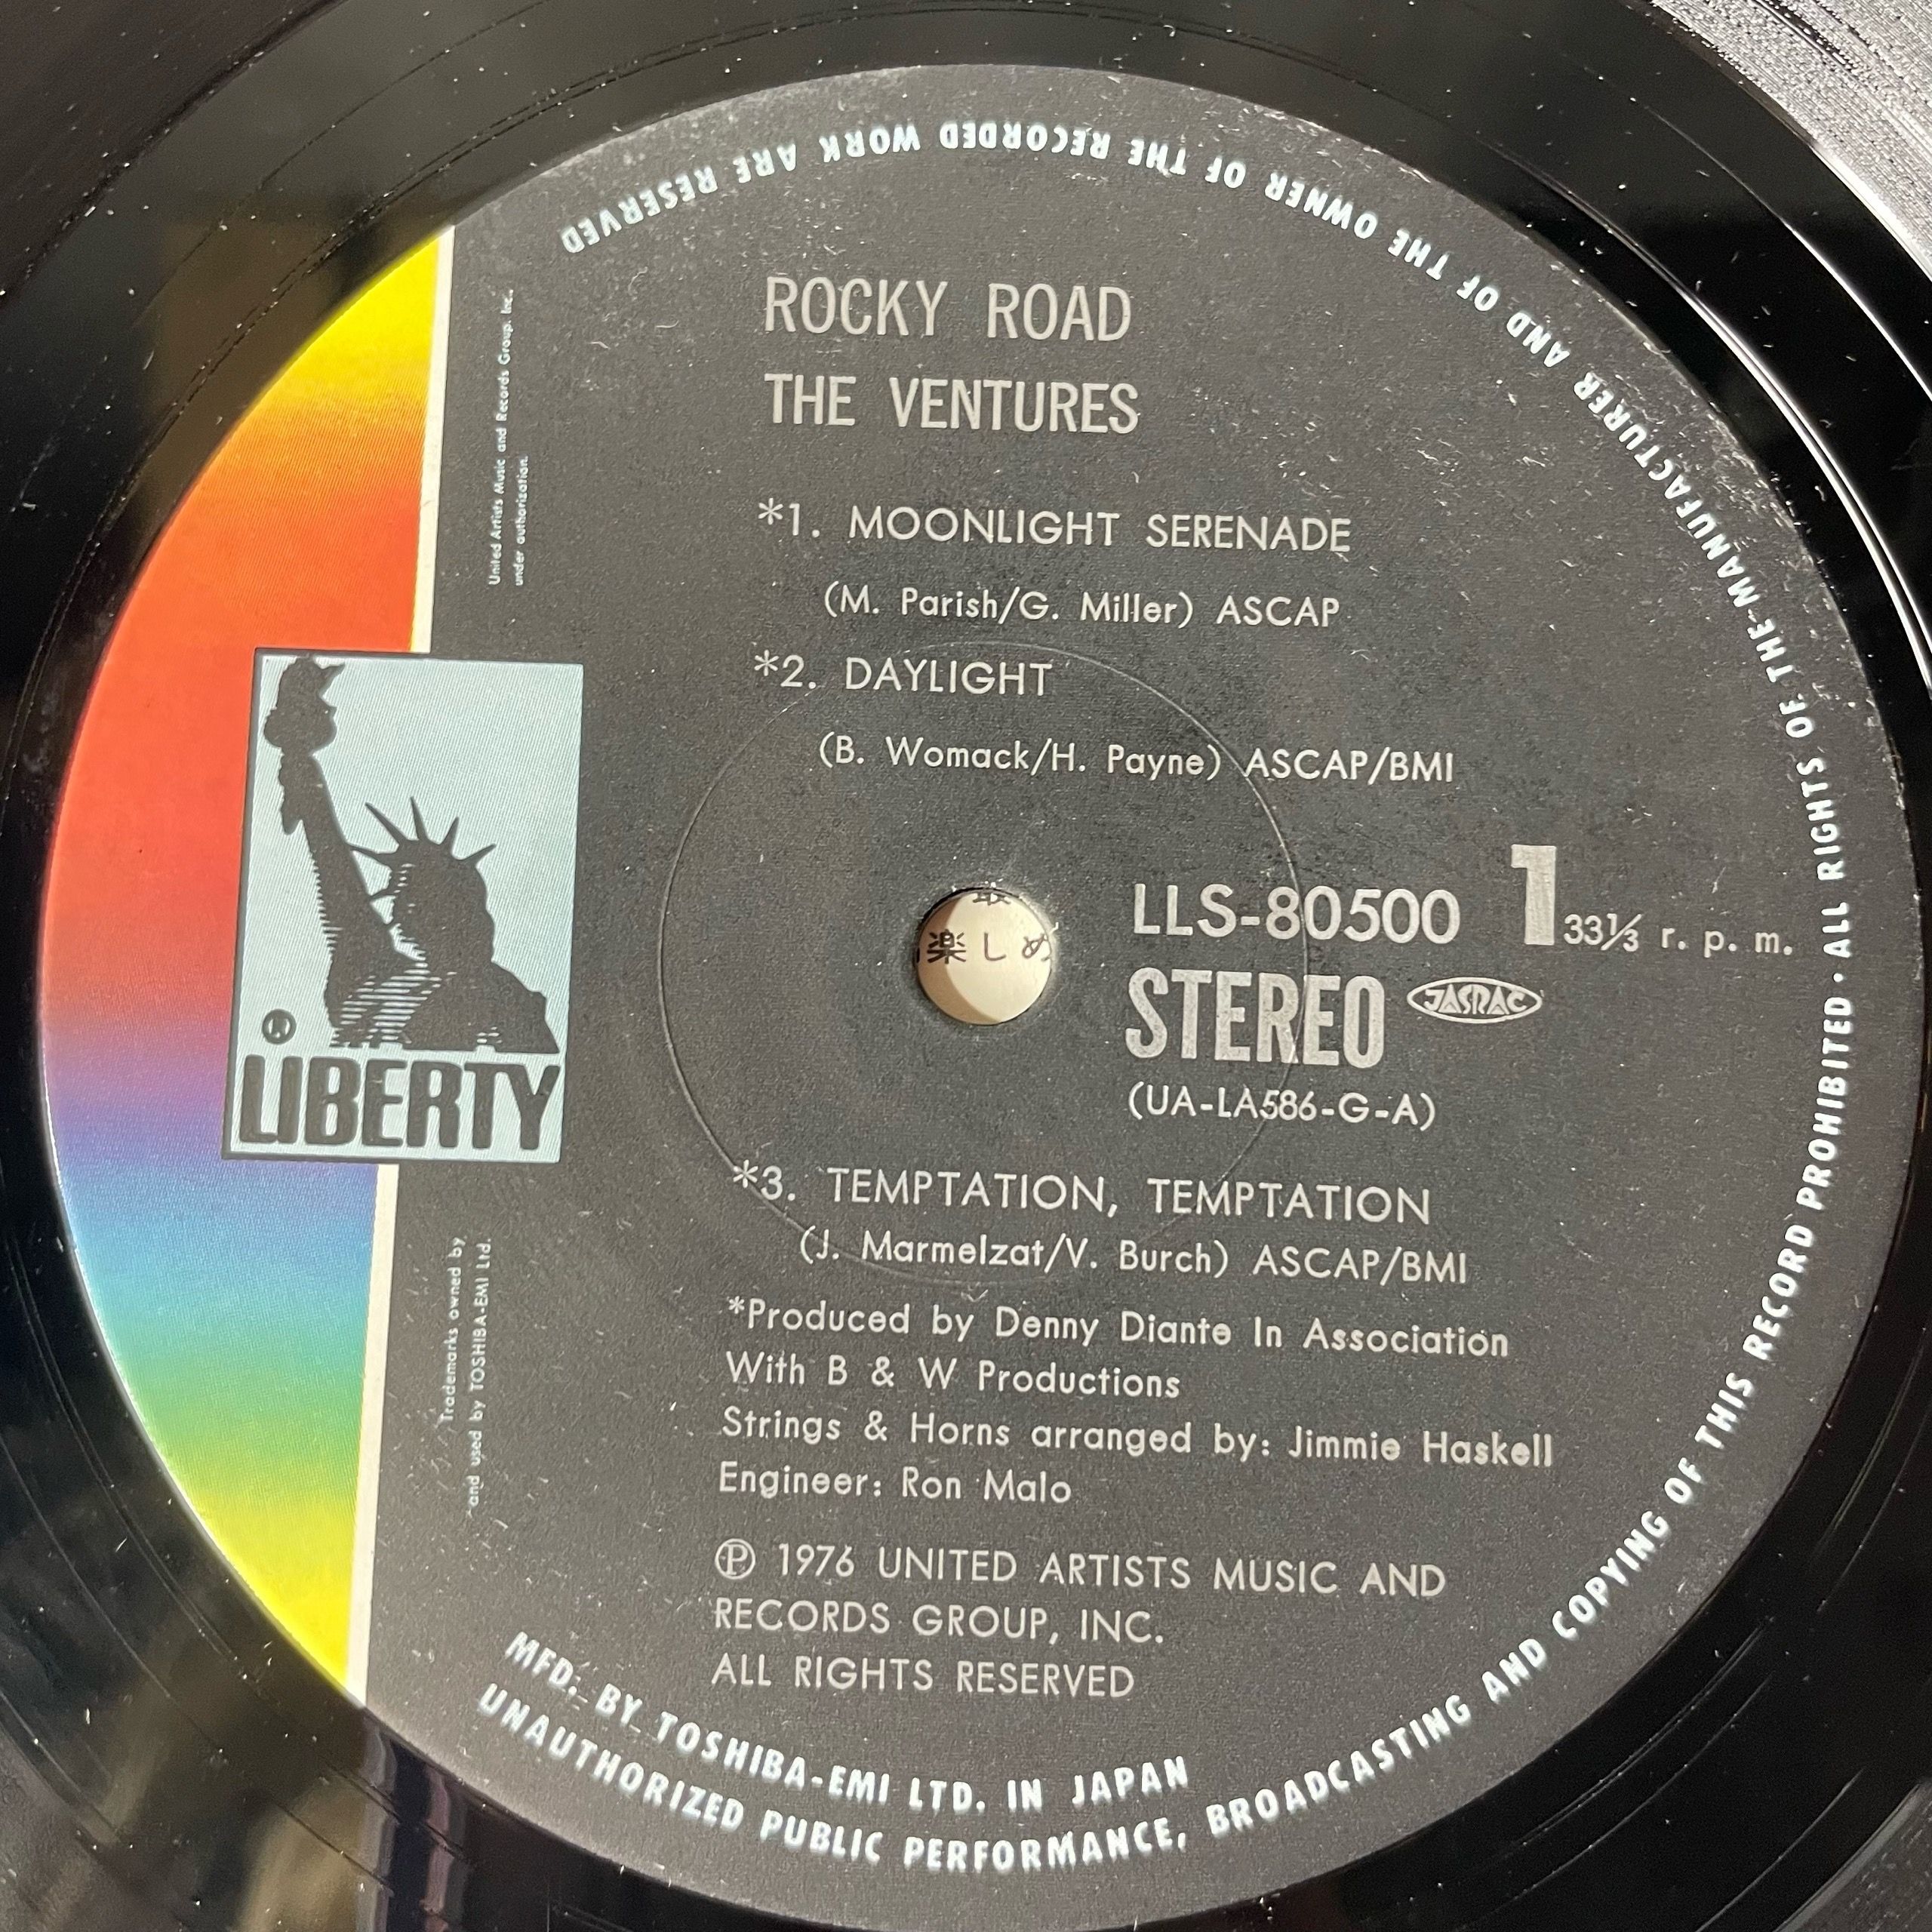 ROCKY ROAD
THE VENTURES
*1. MOONLIGHT SERENADE
(M. Parish/G. Miller) ASCAP
*2. DAYLIGHT
(B. Womack/H. Payne) ASCAP/BMI
LLS-80500 1 33⅓ r. p. m.
STEREO JASRAC
(UA-LA586-G-A)
*3. TEMPTATION, TEMPTATION
(J. Marmelzat/V. Burch) ASCAP/BMI
*Produced by Denny Diante In Association
With B & W Productions
Strings & Horns arranged by: Jimmie Haskell
Engineer: Ron Malo
Ⓟ 1976 UNITED ARTISTS MUSIC AND
RECORDS GROUP, INC.
ALL RIGHTS RESERVED
MFD. BY TOSHIBA-EMI LTD. IN JAPAN
UNAUTHORIZED PUBLIC PERFORMANCE, BROADCASTING AND COPYING OF THIS RECORD PROHIBITED · ALL RIGHTS OF THE MANUFACTURER AND OF THE OWNER OF THE RECORDED WORK ARE RESERVED
®
LIBERTY
Trademarks owned by
and used by TOSHIBA-EMI Ltd.
United Artists Music and Records Group. Inc.
under authorization.
楽しめ